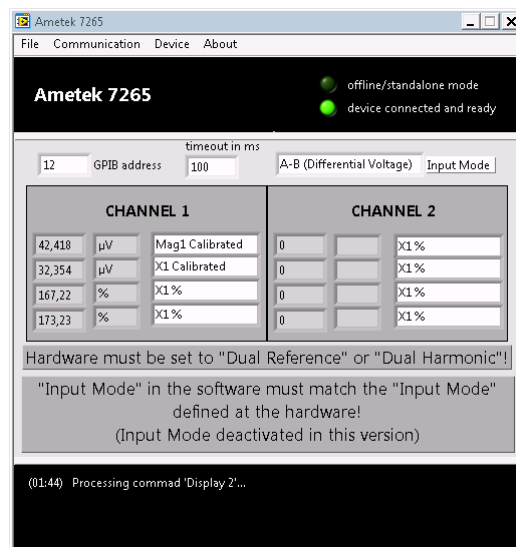 Ametek 7265
File Communication Device About
Ametek 7265
offline/standalone mode
device connected and ready
timeout in ms
12 GPIB address 100 A-B (Differential Voltage) Input Mode
CHANNEL 1
42,418 µV Mag1 Calibrated
32,354 µV X1 Calibrated
167,22 % X1 %
173,23 % X1 %
CHANNEL 2
0 X1 %
0 X1 %
0 X1 %
0 X1 %
Hardware must be set to "Dual Reference" or "Dual Harmonic"!
"Input Mode" in the software must match the "Input Mode"
defined at the hardware!
(Input Mode deactivated in this version)
(01:44) Processing commad 'Display 2'...